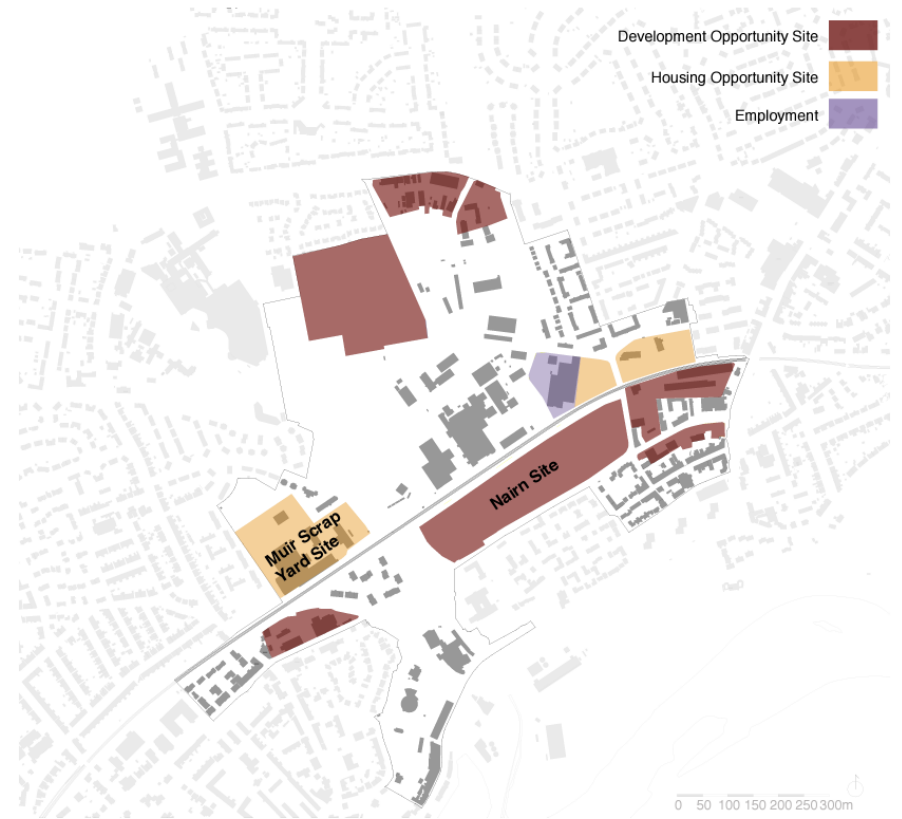 Development Opportunity Site
Housing Opportunity Site
Employment
Nairn Site
Muir Scrap
Yard Site
0 50 100 150 200 250 300m